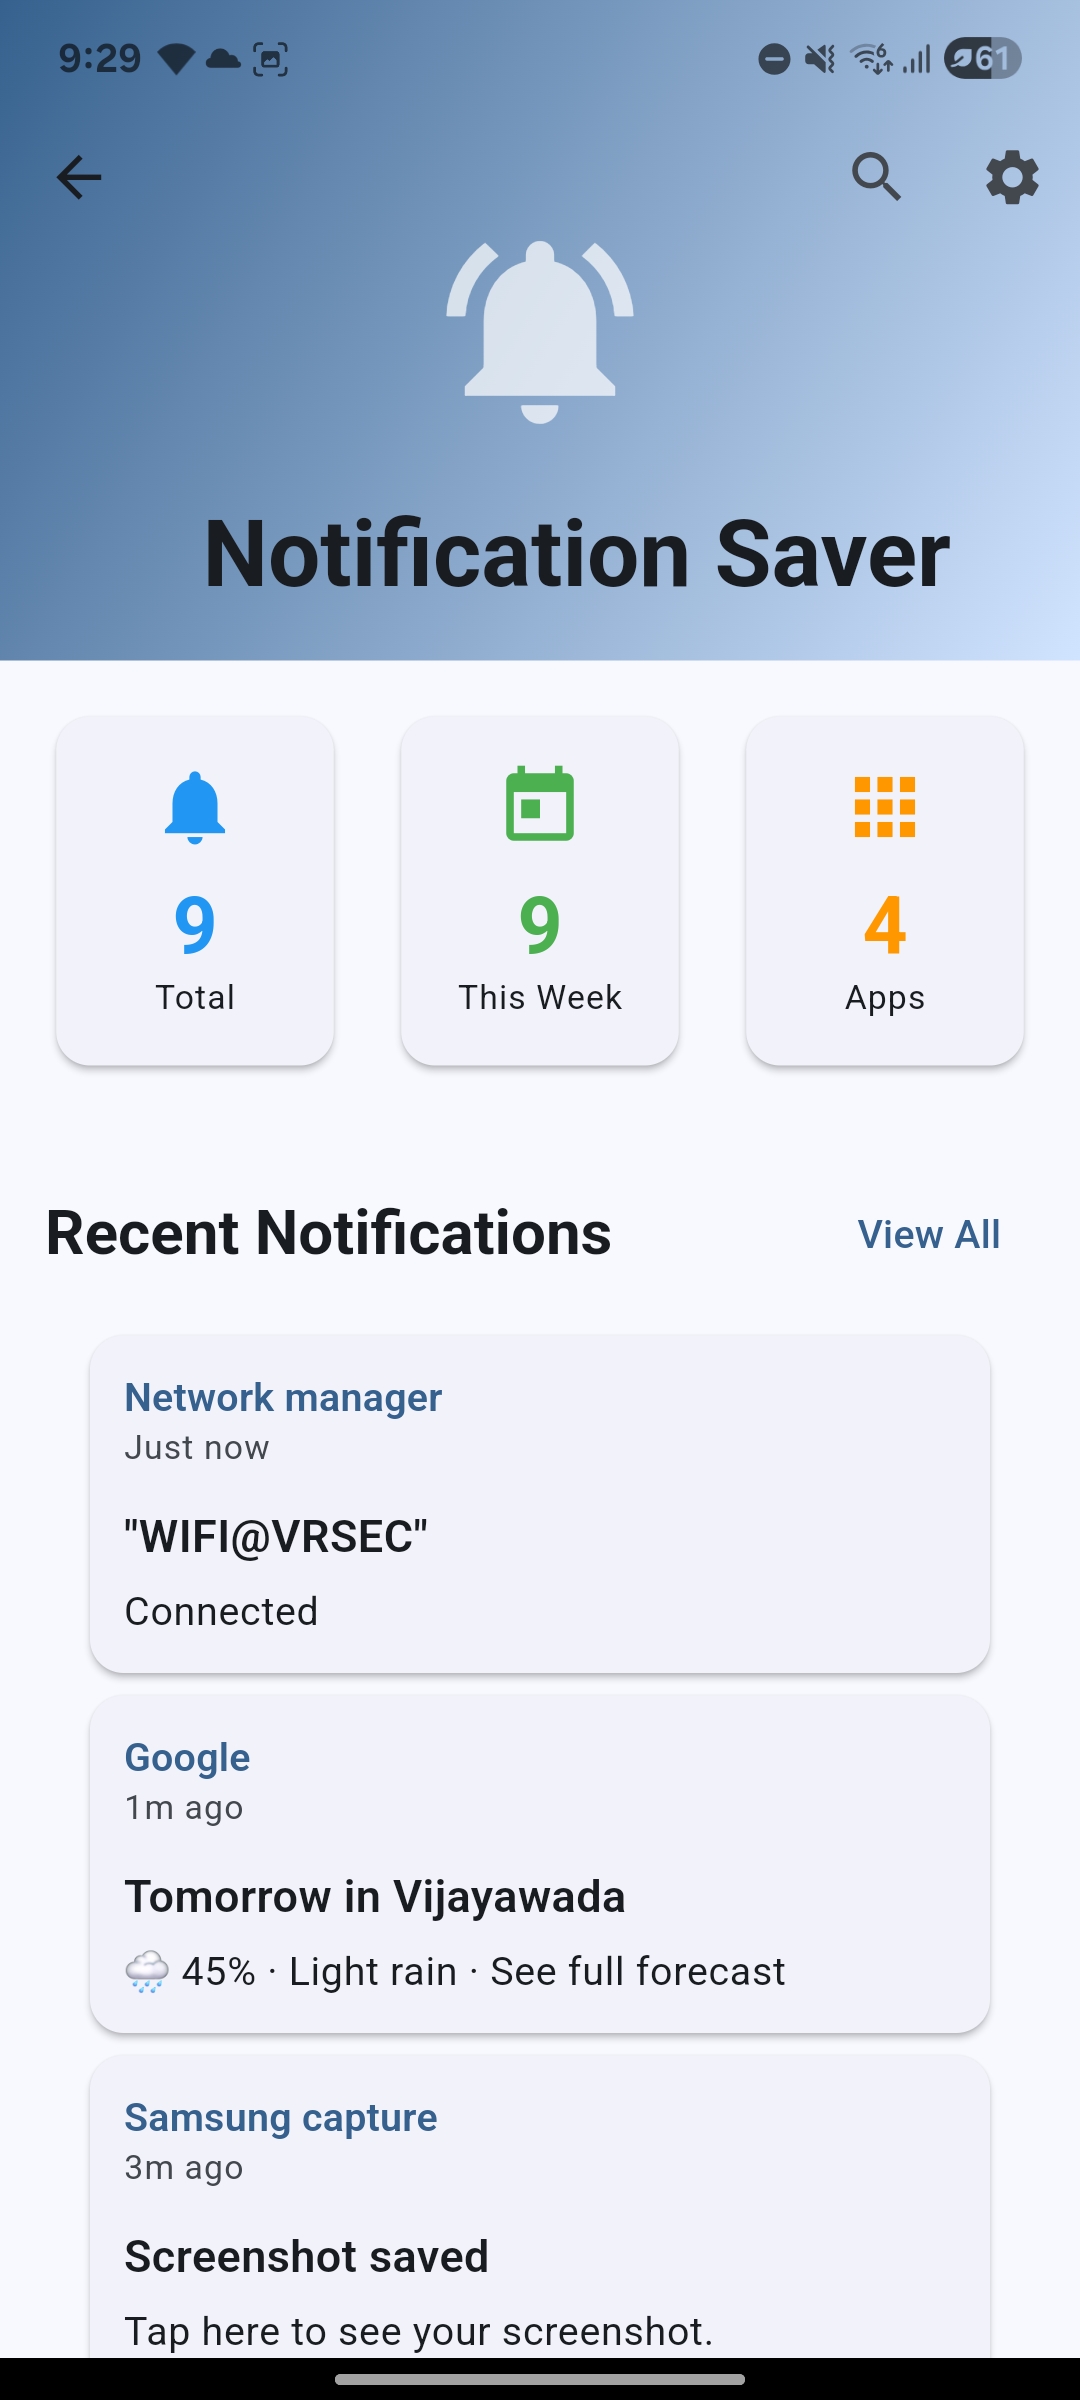 9:29
6
61
Notification Saver
9
Total
9
This Week
4
Apps
Recent Notifications
View All
Network manager
Just now
"WIFI@VRSEC"
Connected
Google
1m ago
Tomorrow in Vijayawada
🌧️ 45% · Light rain · See full forecast
Samsung capture
3m ago
Screenshot saved
Tap here to see your screenshot.